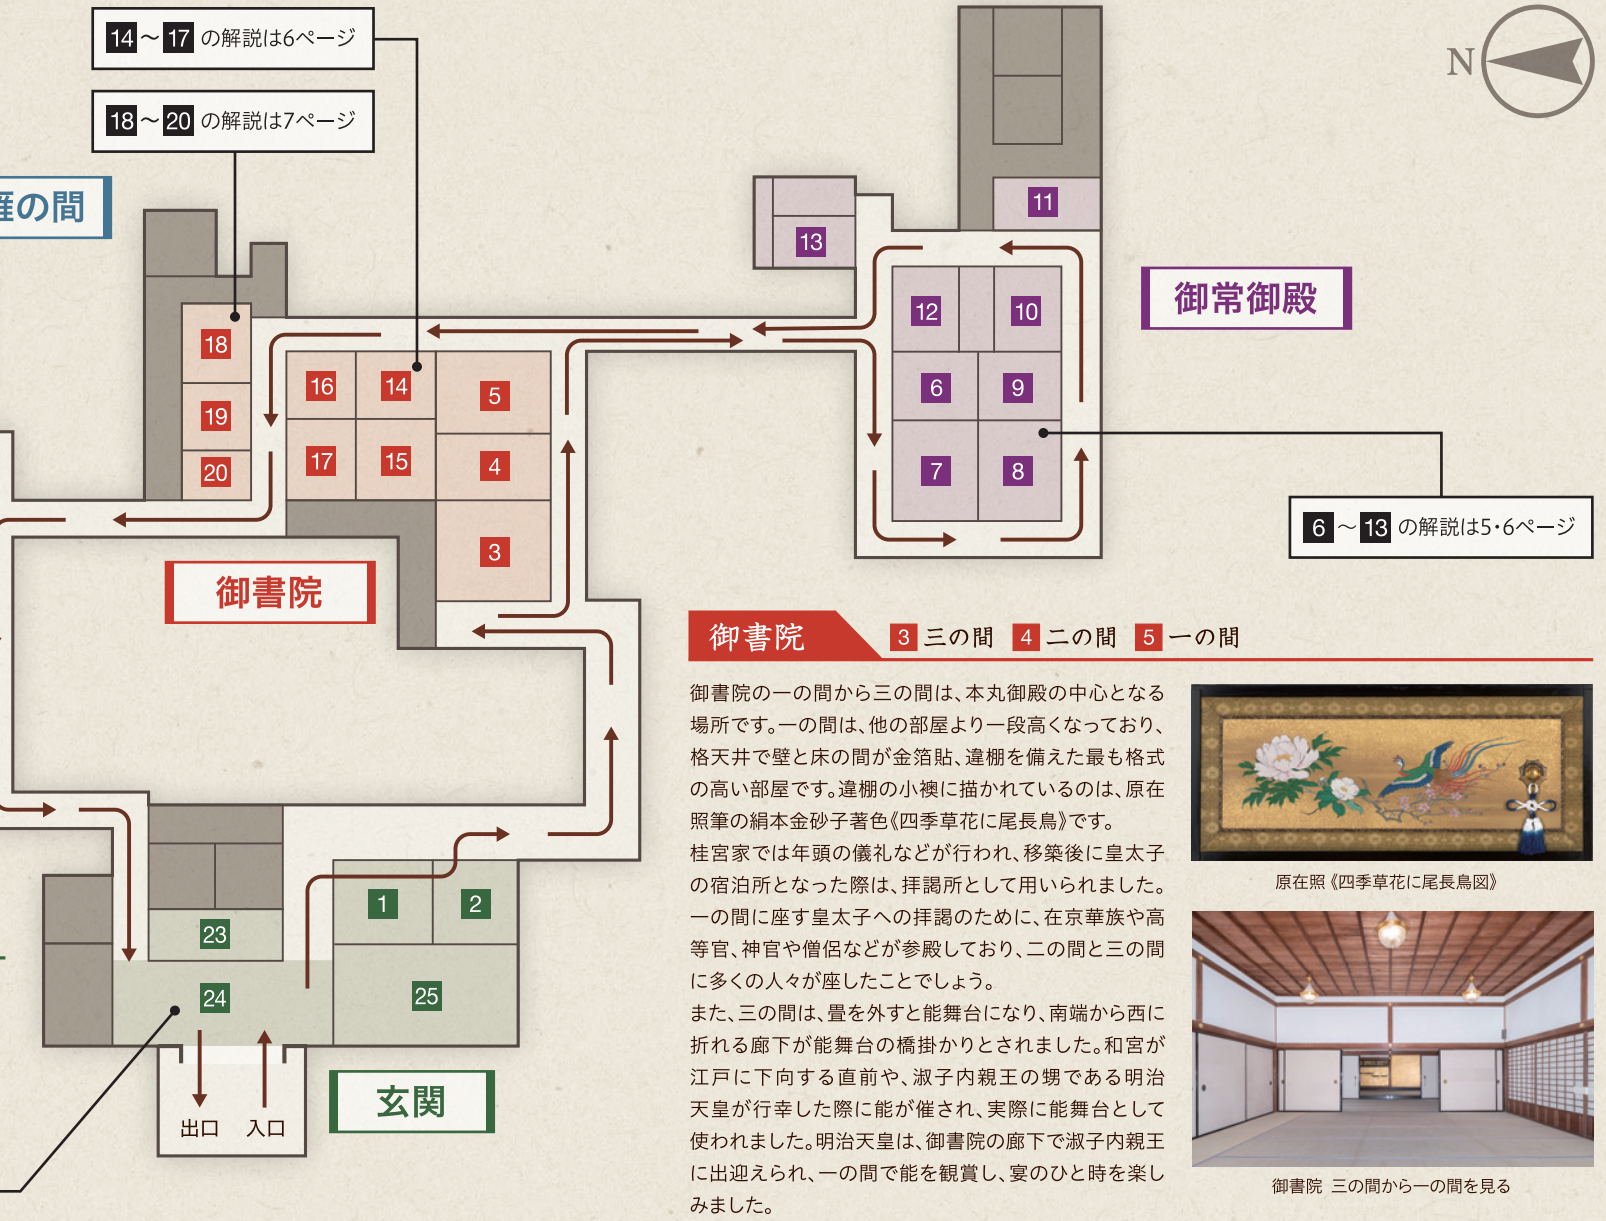 14～17 の解説は6ページ
18～20 の解説は7ページ
の間
N
11
13
12
10
御常御殿
18
16
14
5
6
9
19
17
15
4
20
7
8
6～13 の解説は5・6ページ
3
御書院
御書院 3 三の間 4 二の間 5 一の間
御書院の一の間から三の間は、本丸御殿の中心となる
場所です。一の間は、他の部屋より一段高くなっており、
格天井で壁と床の間が金箔貼、違棚を備えた最も格式
の高い部屋です。違棚の小襖に描かれているのは、原在
照筆の絹本金砂子著色《四季草花に尾長鳥》です。
桂宮家では年頭の儀礼などが行われ、移築後に皇太子
の宿泊所となった際は、拝謁所として用いられました。
一の間に座す皇太子への拝謁のために、在京華族や高
等官、神官や僧侶などが参殿しており、二の間と三の間
に多くの人々が座したことでしょう。
また、三の間は、畳を外すと能舞台になり、南端から西に
折れる廊下が能舞台の橋掛かりとされました。和宮が
江戸に下向する直前や、淑子内親王の甥である明治
天皇が行幸した際に能が催され、実際に能舞台として
使われました。明治天皇は、御書院の廊下で淑子内親王
に出迎えられ、一の間で能を観賞し、宴のひと時を楽し
みました。
原在照《四季草花に尾長鳥図》
御書院 三の間から一の間を見る
1
2
23
24
25
玄関
出口
入口